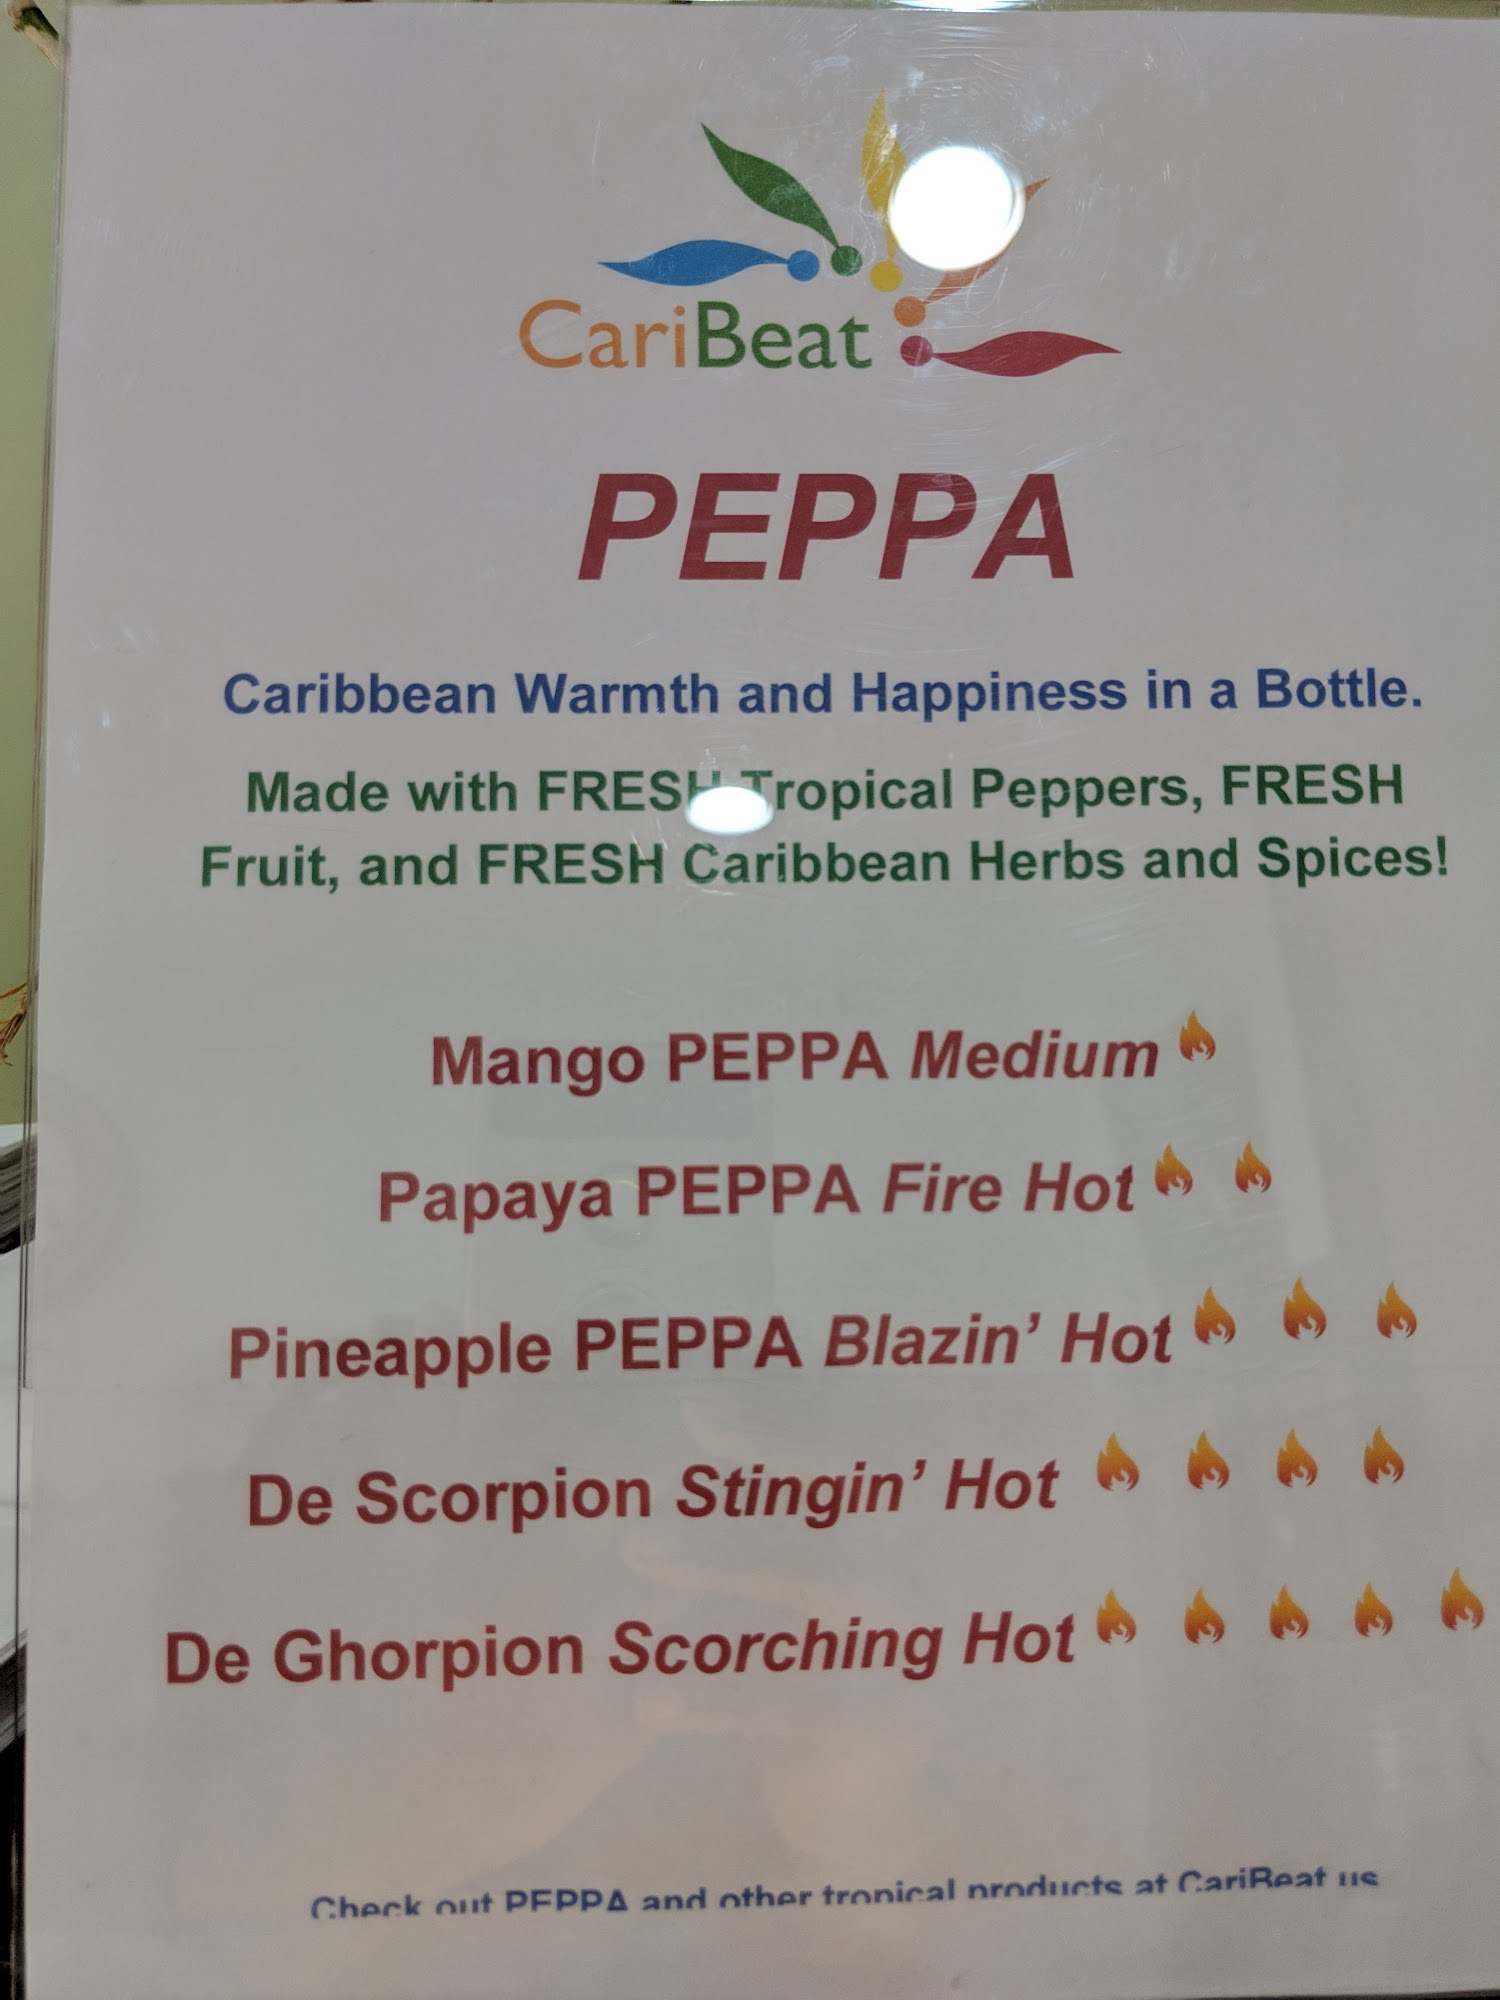 CariBeat
PEPPA
Caribbean Warmth and Happiness in a Bottle.
Made with FRESH Tropical Peppers, FRESH
Fruit, and FRESH Caribbean Herbs and Spices!
Mango PEPPA Medium
Papaya PEPPA Fire Hot
Pineapple PEPPA Blazin’ Hot
De Scorpion Stingin’ Hot
De Ghorpion Scorching Hot
Check out PEPPA and other tropical products at CariBeat us